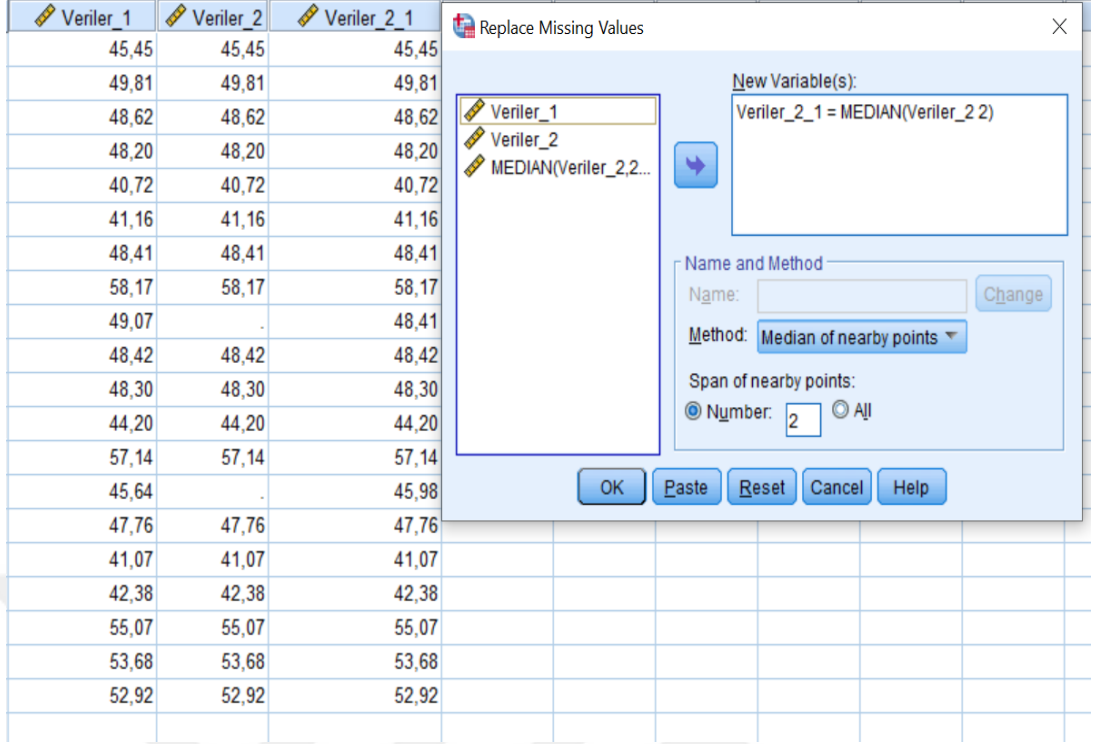 Veriler_1 Veriler_2 Veriler_2_1
45,45 45,45 45,45
49,81 49,81 49,81
48,62 48,62 48,62
48,20 48,20 48,20
40,72 40,72 40,72
41,16 41,16 41,16
48,41 48,41 48,41
58,17 58,17 58,17
49,07 . 48,41
48,42 48,42 48,42
48,30 48,30 48,30
44,20 44,20 44,20
57,14 57,14 57,14
45,64 . 45,98
47,76 47,76 47,76
41,07 41,07 41,07
42,38 42,38 42,38
55,07 55,07 55,07
53,68 53,68 53,68
52,92 52,92 52,92
Replace Missing Values
Veriler_1
Veriler_2
MEDIAN(Veriler_2,2...
New Variable(s):
Veriler_2_1 = MEDIAN(Veriler_2 2)
Name and Method
Name: Change
Method: Median of nearby points
Span of nearby points:
Number: 2 All
OK Paste Reset Cancel Help